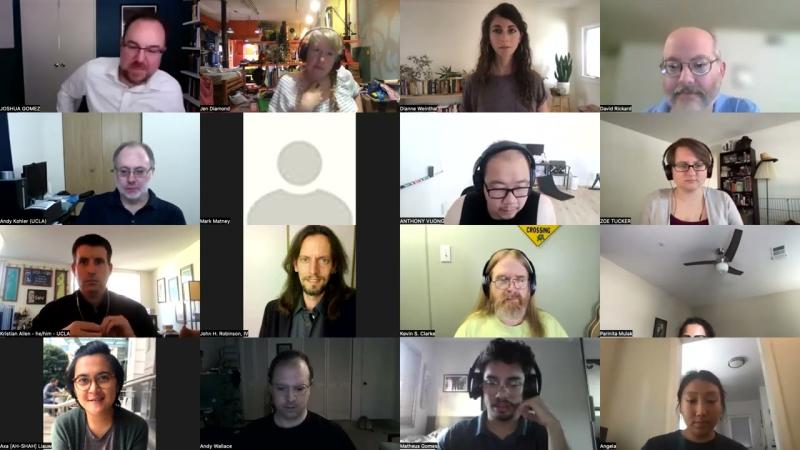 JOSHUA GOMEZ
Jen Diamond
Dianne Weinthal
David Rickard
Andy Kohler (UCLA)
Mark Matney
ANTHONY VUONG
ZOE TUCKER
CROSSING
Kristian Allen - he/him - UCLA
John H. Robinson, IV
Kevin S. Clarke
Parinita Mulak
Axa [AH-SHAH] Liauw
Andy Wallace
Matheus Gomes
Angela